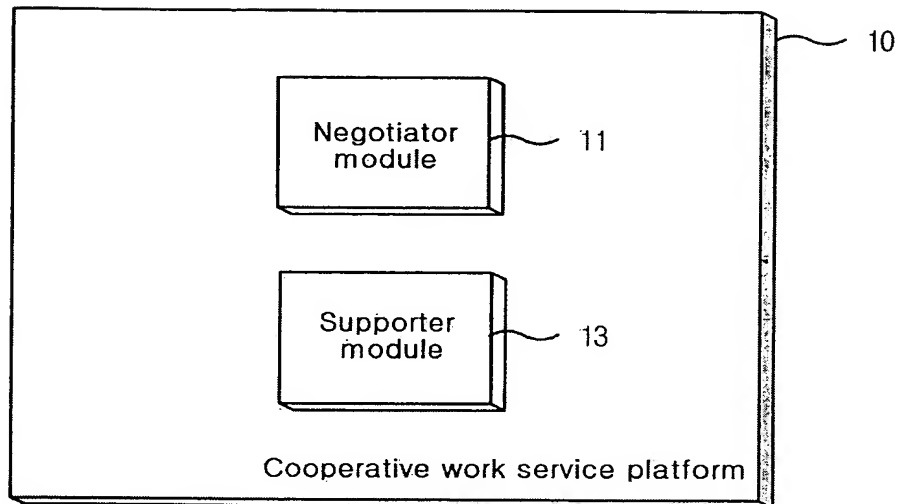 10
Negotiator
module
11
Supporter
module
13
Cooperative work service platform